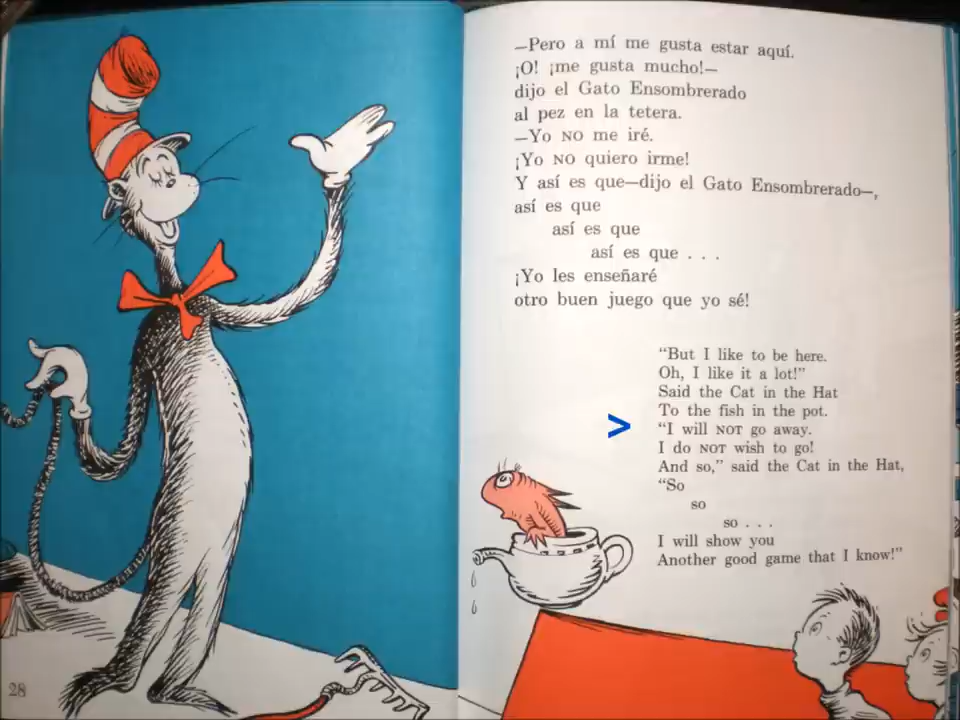 —Pero a mí me gusta estar aquí.
¡O! ¡me gusta mucho!—
dijo el Gato Ensombrerado
al pez en la tetera.
—Yo NO me iré.
¡Yo NO quiero irme!
Y así es que—dijo el Gato Ensombrerado—,
así es que
así es que
así es que . . .
¡Yo les enseñaré
otro buen juego que yo sé!
“But I like to be here.
Oh, I like it a lot!”
Said the Cat in the Hat
To the fish in the pot.
>
“I will NOT go away.
I do NOT wish to go!
And so,” said the Cat in the Hat,
“So
so
so . . .
I will show you
Another good game that I know!”
28